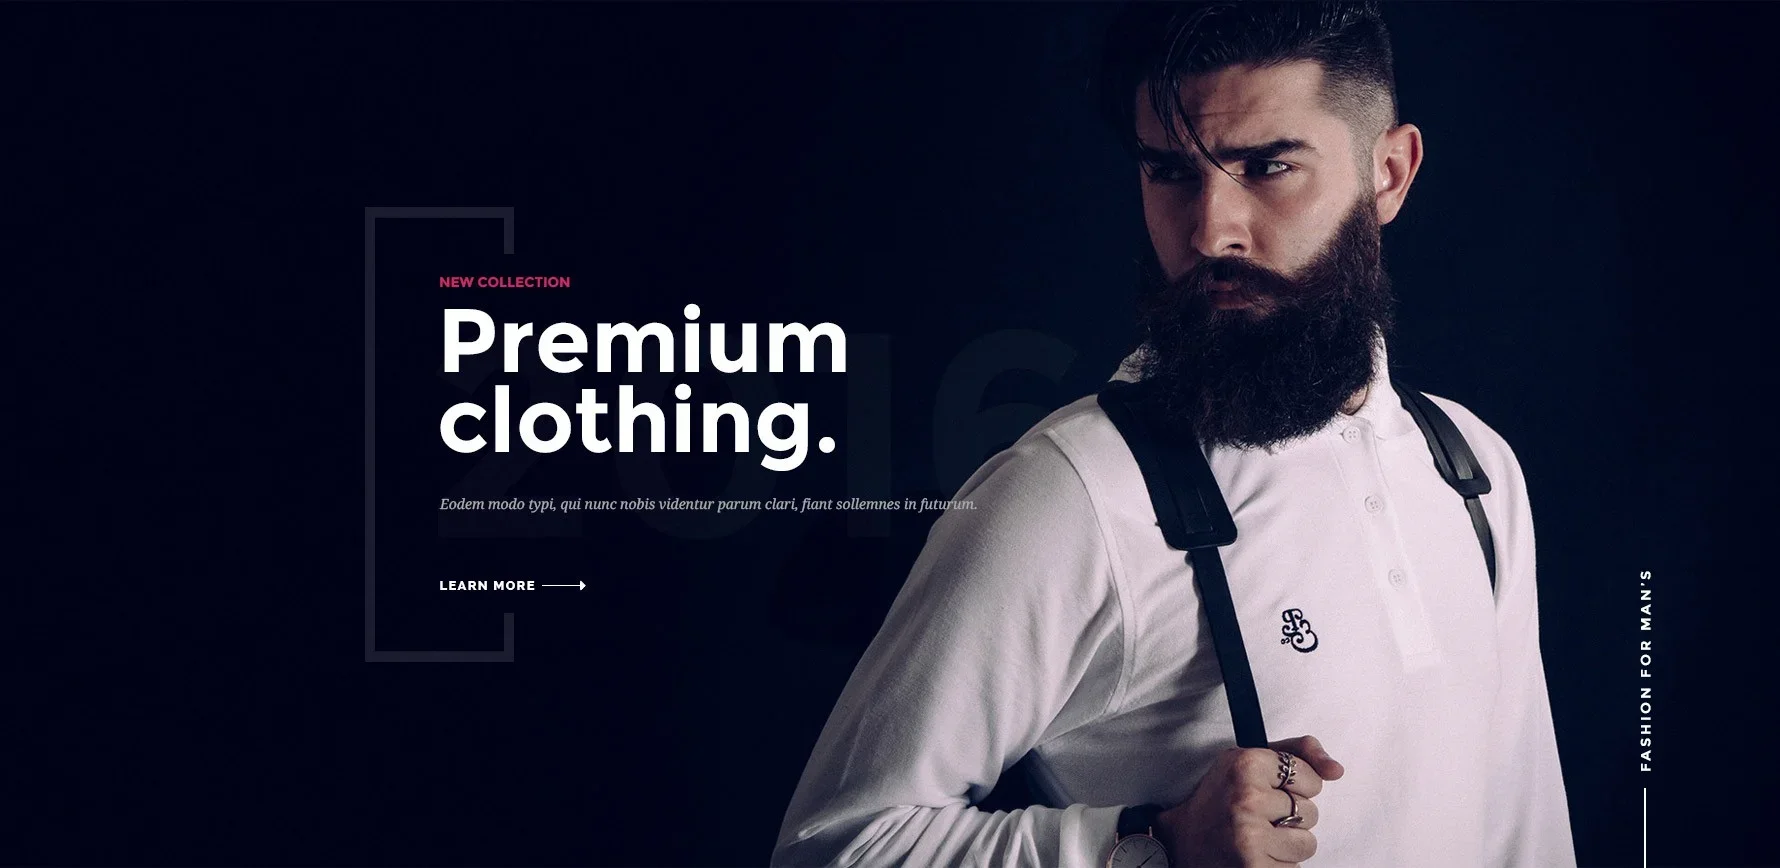 NEW COLLECTION
Premium
clothing.
2016
Eodem modo typi, qui nunc nobis videntur parum clari, fiant sollemnes in futurum.
LEARN MORE
FASHION FOR MAN'S